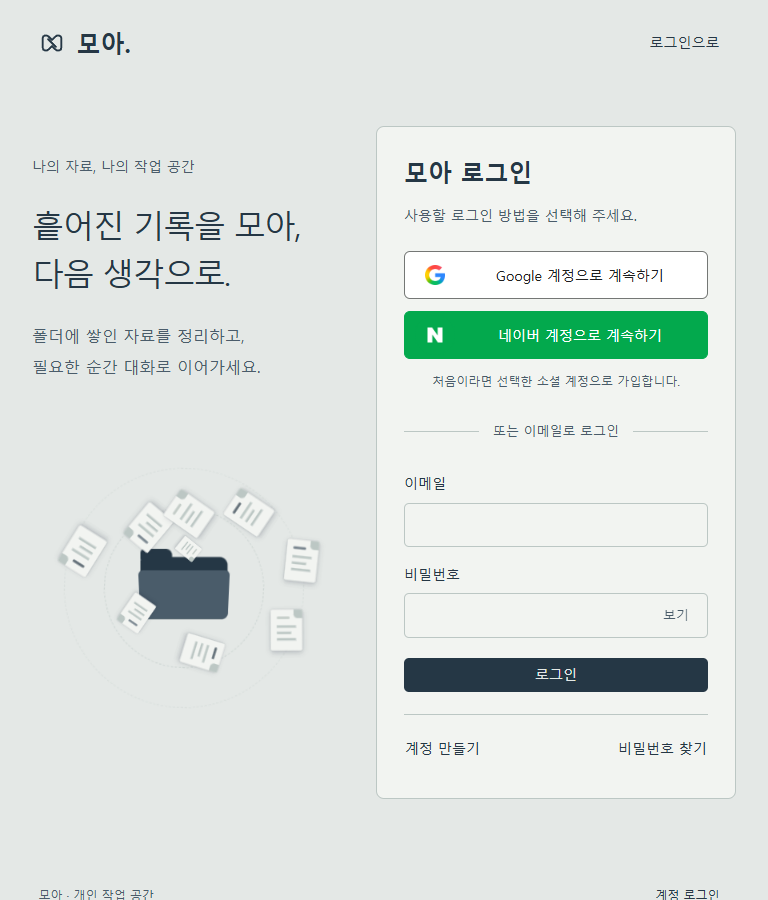 모아.
로그인으로
나의 자료, 나의 작업 공간
흩어진 기록을 모아,
다음 생각으로.
폴더에 쌓인 자료를 정리하고,
필요한 순간 대화로 이어가세요.
모아 로그인
사용할 로그인 방법을 선택해 주세요.
Google 계정으로 계속하기
네이버 계정으로 계속하기
처음이라면 선택한 소셜 계정으로 가입합니다.
또는 이메일로 로그인
이메일
비밀번호
보기
로그인
계정 만들기
비밀번호 찾기
모아 · 개인 작업 공간
계정 로그인